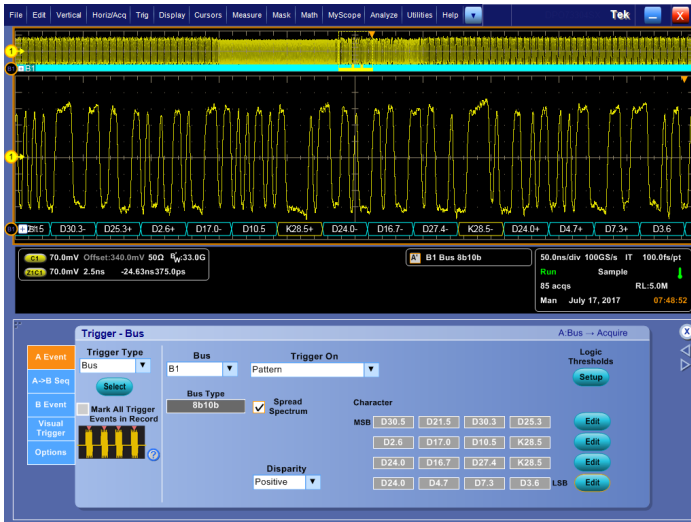 File Edit Vertical Horiz/Acq Trig Display Cursors Measure Mask Math MyScope Analyze Utilities Help Tek X
1
B1 B1
1
B1 D30.3- D25.3+ D2.6+ D17.0- D10.5 K28.5+ D24.0- D16.7- D27.4- K28.5- D24.0+ D4.7+ D7.3+ D3.6
C1 70.0mV Offset:340.0mV 50Ω BW:33.0G
Z1C1 70.0mV 2.5ns -24.63ns 375.0ps
A' B1 Bus 8b10b
50.0ns/div 100GS/s IT 100.0fs/pt
Run Sample
85 acqs RL:5.0M
Man July 17, 2017 07:48:52
Trigger - Bus A:Bus → Acquire X
A Event
A->B Seq
B Event
Visual
Trigger
Options
Trigger Type
Bus
Select
Mark All Trigger
Events in Record
?
Bus
B1
Trigger On
Pattern
Bus Type
8b10b
Spread
Spectrum
Disparity
Positive
Logic
Thresholds
Setup
Character
MSB D30.5 D21.5 D30.3 D25.3 Edit
D2.6 D17.0 D10.5 K28.5 Edit
D24.0 D16.7 D27.4 K28.5 Edit
D24.0 D4.7 D7.3 D3.6 LSB Edit